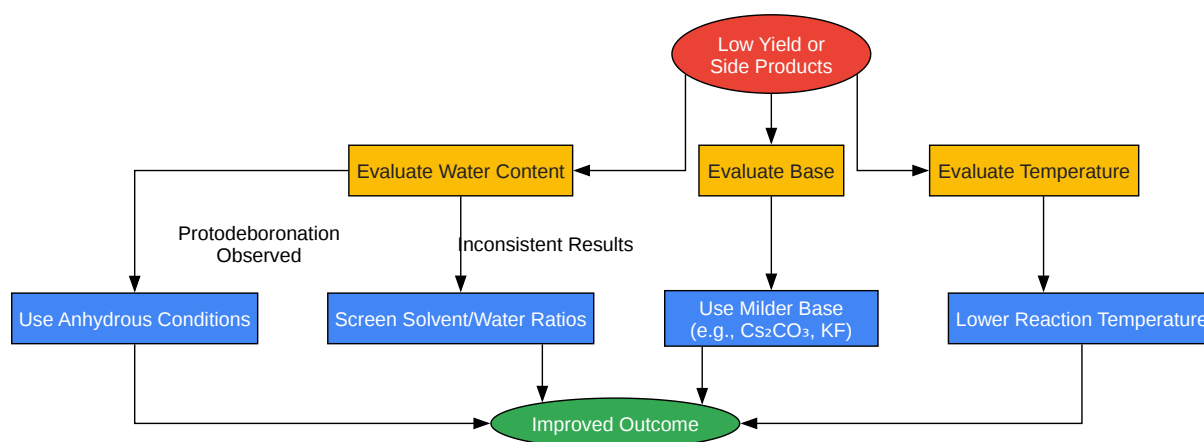 Low Yield or
Side Products
Evaluate Water Content
Evaluate Base
Evaluate Temperature
Protodeboronation
Observed
Inconsistent Results
Use Anhydrous Conditions
Screen Solvent/Water Ratios
Use Milder Base
(e.g., Cs₂CO₃, KF)
Lower Reaction Temperature
Improved Outcome